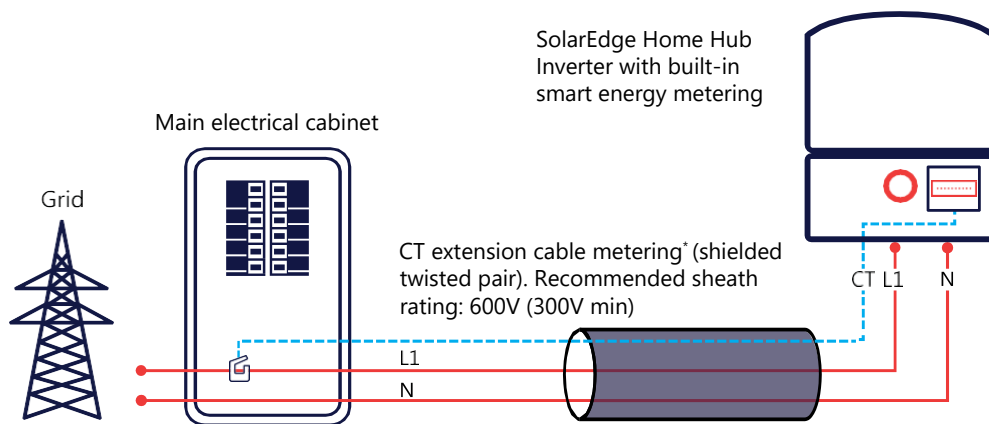 SolarEdge Home Hub
Inverter with built-in
smart energy metering
Main electrical cabinet
Grid
CT extension cable metering* (shielded
twisted pair). Recommended sheath
rating: 600V (300V min)
CT L1 N
L1
N